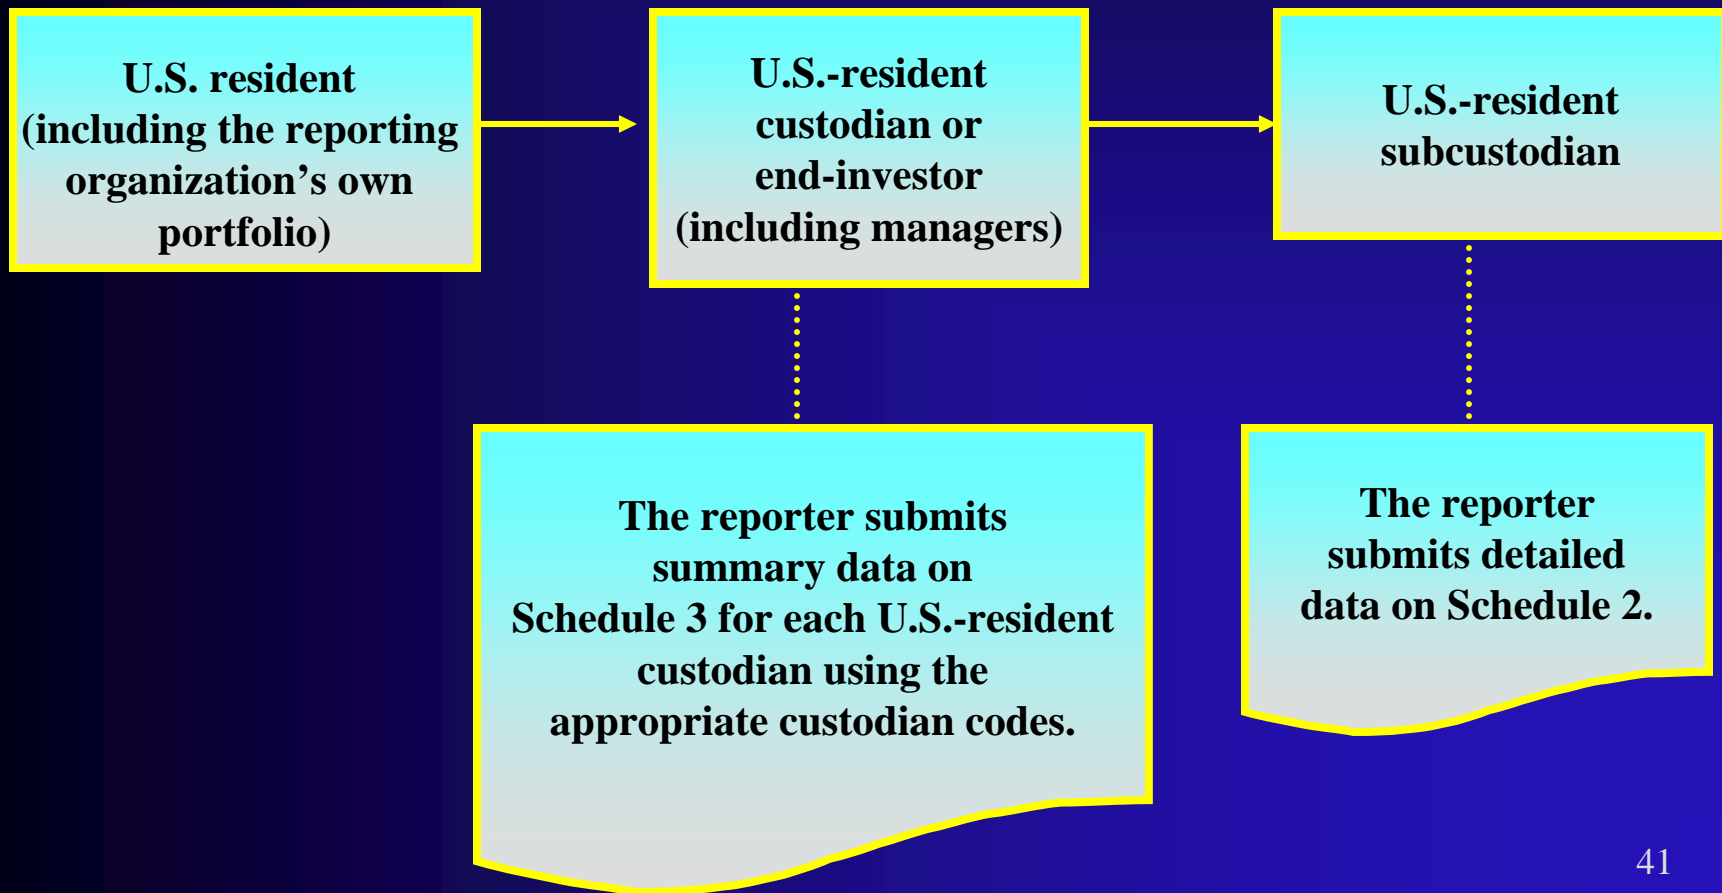 U.S. resident
(including the reporting
organization's own
portfolio)
U.S.-resident
custodian or
end-investor
(including managers)
U.S.-resident
subcustodian
The reporter submits
summary data on
Schedule 3 for each U.S.-resident
custodian using the
appropriate custodian codes.
The reporter
submits detailed
data on Schedule 2.
41